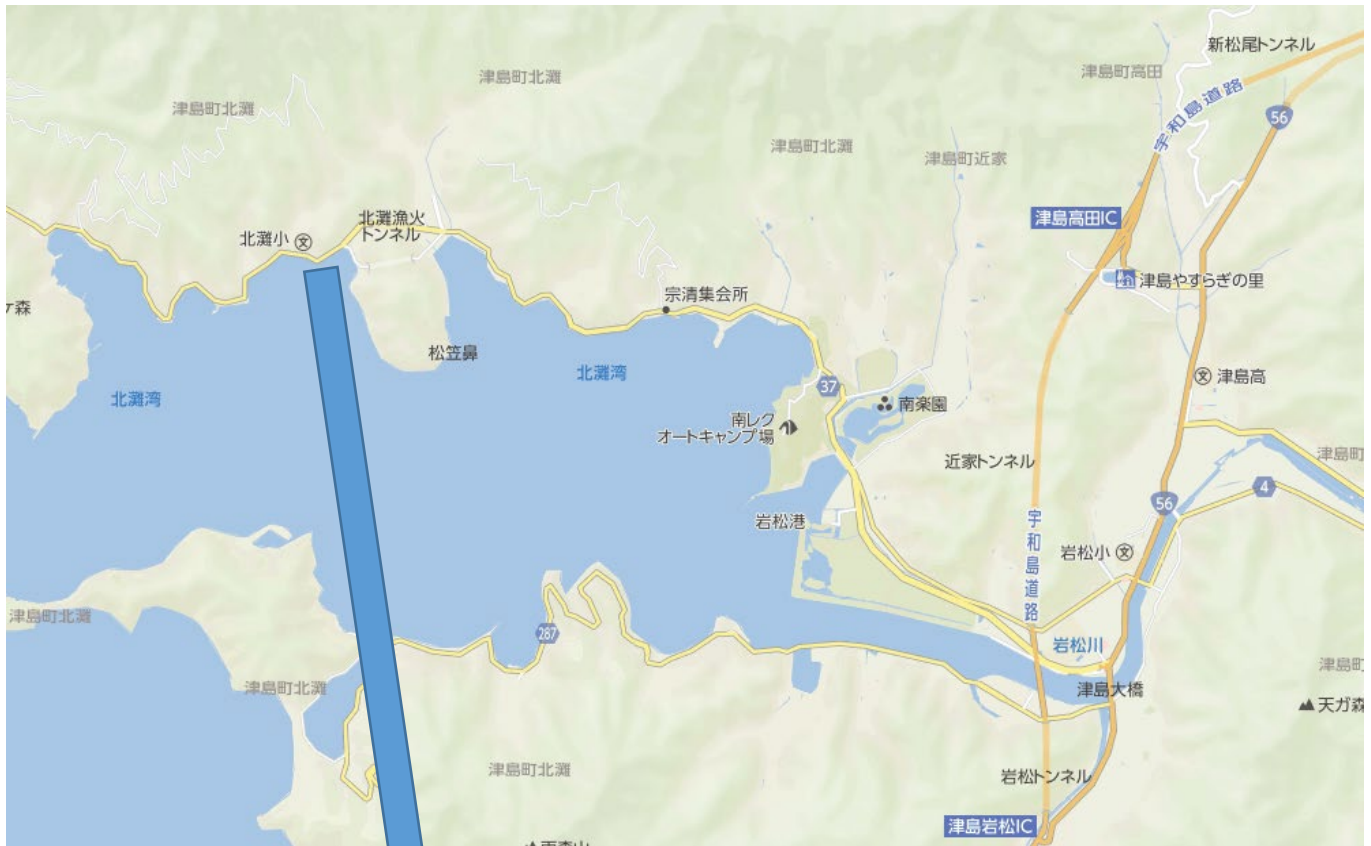 新松尾トンネル
津島町高田
津島町北灘
津島町北灘
宇和島道路
56
津島町北灘
津島町近家
北灘漁火
トンネル
津島高田IC
北灘小
津島やすらぎの里
宗清集会所
ケ森
松笠鼻
北灘湾
北灘湾
37
津島高
南楽園
南レク
オートキャンプ場
津島町
近家トンネル
4
56
岩松港
宇和島道路
岩松小
津島町北灘
287
岩松川
津島町
津島町北灘
津島大橋
天ガ森
津島町北灘
岩松トンネル
津島岩松IC